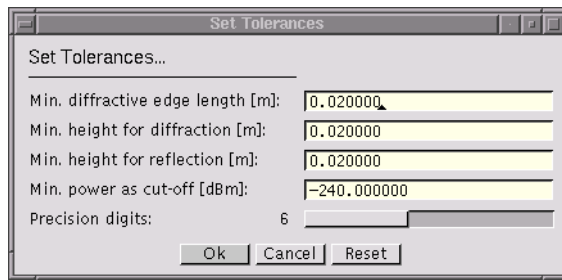 Set Tolerances
Set Tolerances...
Min. diffractive edge length [m]: 0.020000
Min. height for diffraction [m]: 0.020000
Min. height for reflection [m]: 0.020000
Min. power as cut-off [dBm]: -240.000000
Precision digits: 6
Ok Cancel Reset